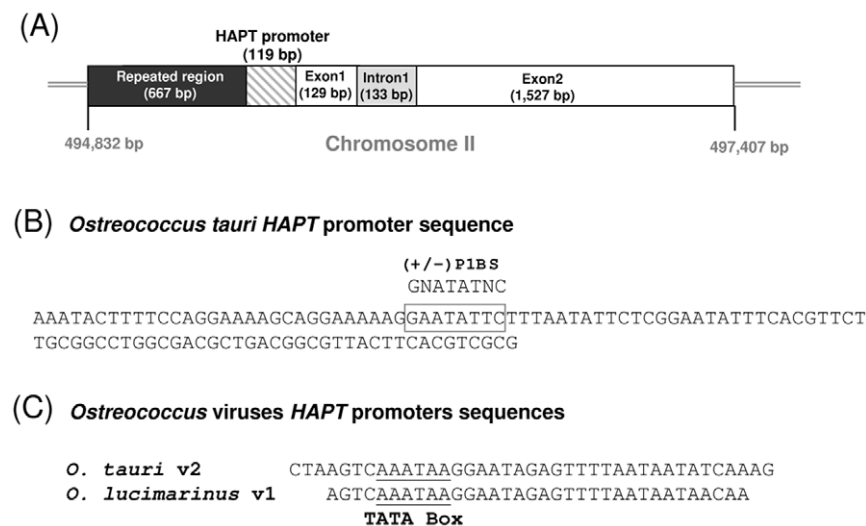 (A)
HAPT promoter
(119 bp)
Repeated region
(667 bp)
Exon1
(129 bp)
Intron1
(133 bp)
Exon2
(1,527 bp)
494,832 bp
Chromosome II
497,407 bp
(B) Ostreococcus tauri HAPT promoter sequence
(+/-)P1BS
GNATATNC
AAATACTTTTCCAGGAAAAGCAGGAAAAAGGAATATTCTTTAATATTCTCGGAATATTTCACGTTCT
TGCGGCCTGGCGACGCTGACGGCGTTACTTCACGTCGCG
(C) Ostreococcus viruses HAPT promoters sequences
O. tauri v2 CTAAGTCAAATAAGGAATAGAGTTTTAATAATATCAAAG
O. lucimarinus v1 AGTCAAATAAGGAATAGAGTTTTAATAATAACAA
TATA Box